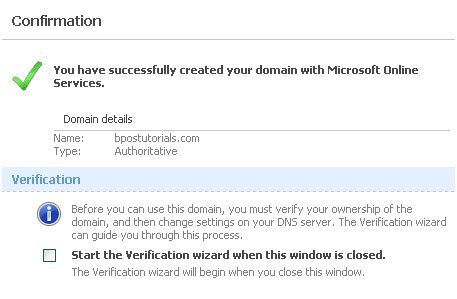 Confirmation
You have successfully created your domain with Microsoft Online
Services.
Domain details
Name: bpostutorials.com
Type: Authoritative
Verification
Before you can use this domain, you must verify your ownership of the
domain, and then change settings on your DNS server. The Verification wizard
can guide you through this process.
Start the Verification wizard when this window is closed.
The Verification wizard will begin when you close this window.